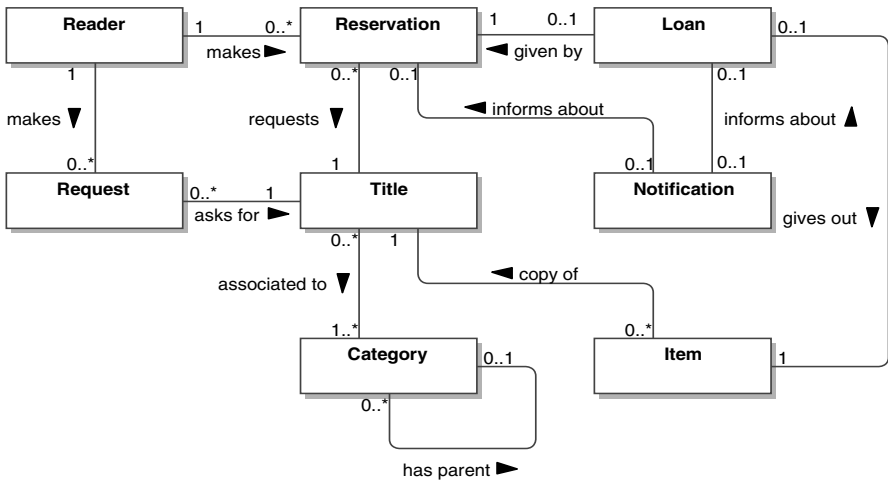 Reader
1
0..*
makes
Reservation
1
0..1
given by
Loan
0..1
1
makes
0..*
0..*
0..1
requests
informs about
0..1
informs about
1
0..1
0..1
Request
0..*
1
asks for
Title
Notification
gives out
0..*
1
associated to
copy of
1..*
0..*
Category
0..1
Item
1
0..*
has parent